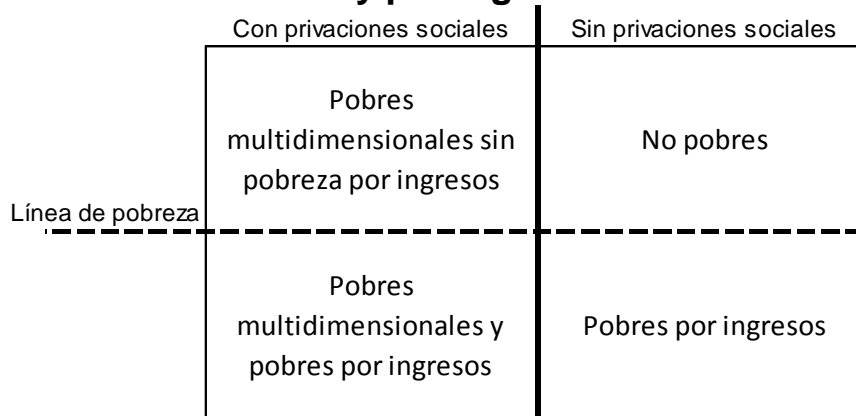 Con privaciones sociales
Sin privaciones sociales
Pobres
multidimensionales sin
pobreza por ingresos
No pobres
Línea de pobreza
Pobres
multidimensionales y
pobres por ingresos
Pobres por ingresos